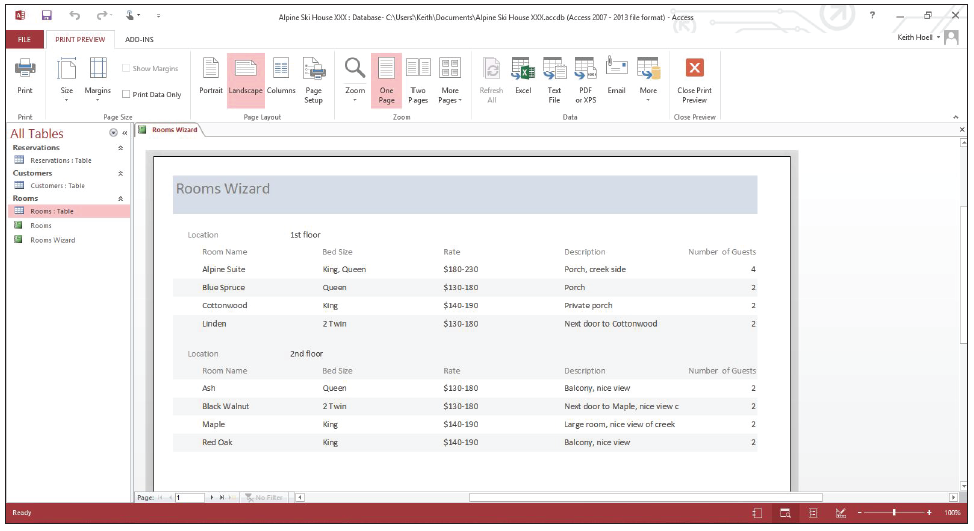 Alpine Ski House XXX : Database- C:\Users\Keith\Documents\Alpine Ski House XXX.accdb (Access 2007 - 2013 file format) - Access
?
FILE PRINT PREVIEW ADD-INS Keith Hoell
Print Size Margins Show Margins Print Data Only Portrait Landscape Columns Page Setup Zoom One Page Two Pages More Pages Refresh All Excel Text File PDF or XPS Email More Close Print Preview
Print Page Size Page Layout Zoom Data Close Preview
All Tables
Reservations
Reservations : Table
Customers
Customers : Table
Rooms
Rooms : Table
Rooms
Rooms Wizard
Rooms Wizard
Rooms Wizard
Location 1st floor
Room Name Bed Size Rate Description Number of Guests
Alpine Suite King, Queen $180-230 Porch, creek side 4
Blue Spruce Queen $130-180 Porch 2
Cottonwood King $140-190 Private porch 2
Linden 2 Twin $130-180 Next door to Cottonwood 2
Location 2nd floor
Room Name Bed Size Rate Description Number of Guests
Ash Queen $130-180 Balcony, nice view 2
Black Walnut 2 Twin $130-180 Next door to Maple, nice view c 2
Maple King $140-190 Large room, nice view of creek 2
Red Oak King $140-190 Balcony, nice view 2
Page: 1 No Filter
Ready 100%